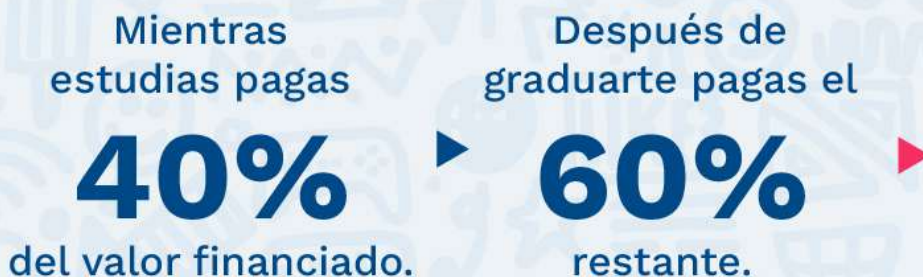 Mientras
estudias pagas
40%
del valor financiado.
Después de
graduarte pagas el
60%
restante.